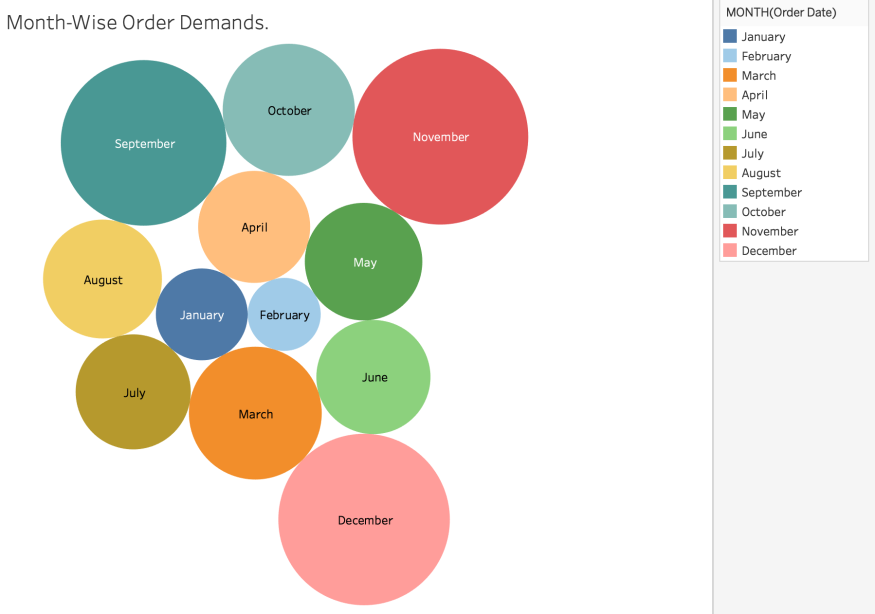 Month-Wise Order Demands.
October
November
September
April
May
August
January
February
June
July
March
December
MONTH(Order Date)
January
February
March
April
May
June
July
August
September
October
November
December